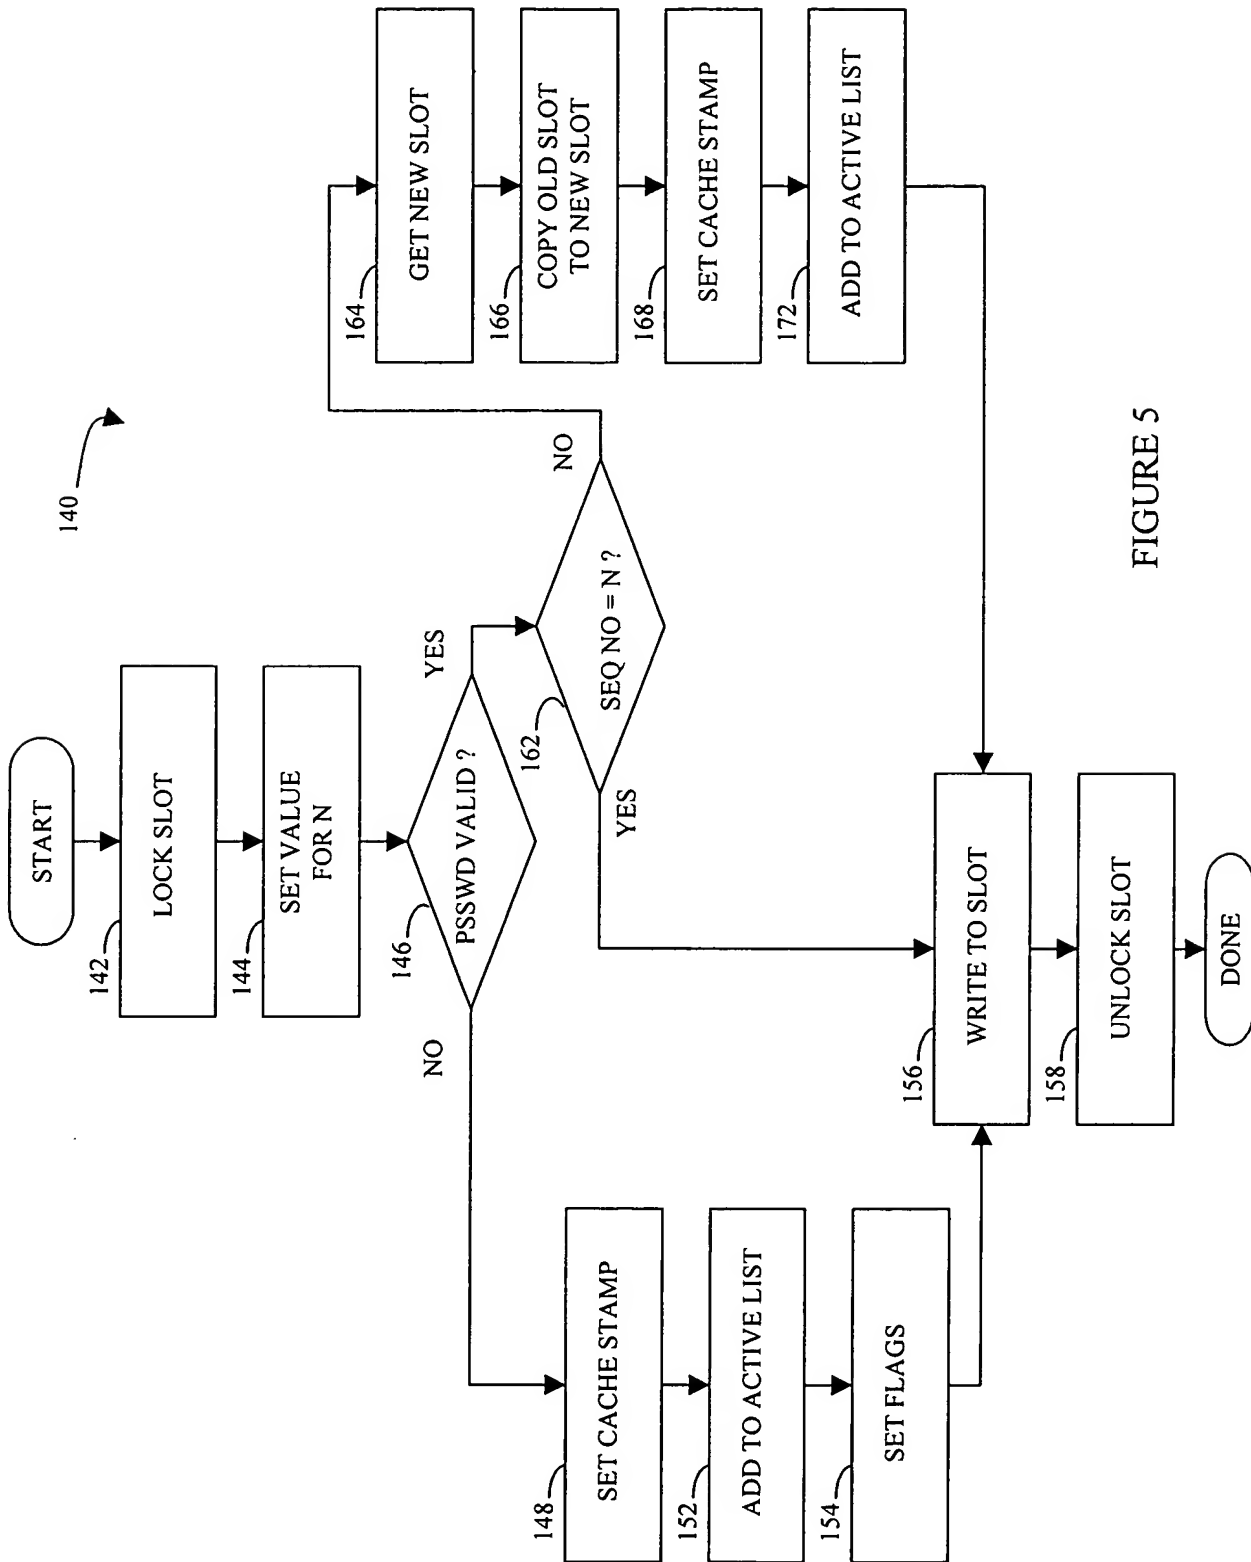 140
START
142
LOCK SLOT
144
SET VALUE
FOR N
146
PSSWD VALID ?
YES
NO
162
SEQ NO = N ?
NO
YES
164
GET NEW SLOT
166
COPY OLD SLOT
TO NEW SLOT
168
SET CACHE STAMP
172
ADD TO ACTIVE LIST
148
SET CACHE STAMP
152
ADD TO ACTIVE LIST
154
SET FLAGS
156
WRITE TO SLOT
158
UNLOCK SLOT
DONE
FIGURE 5